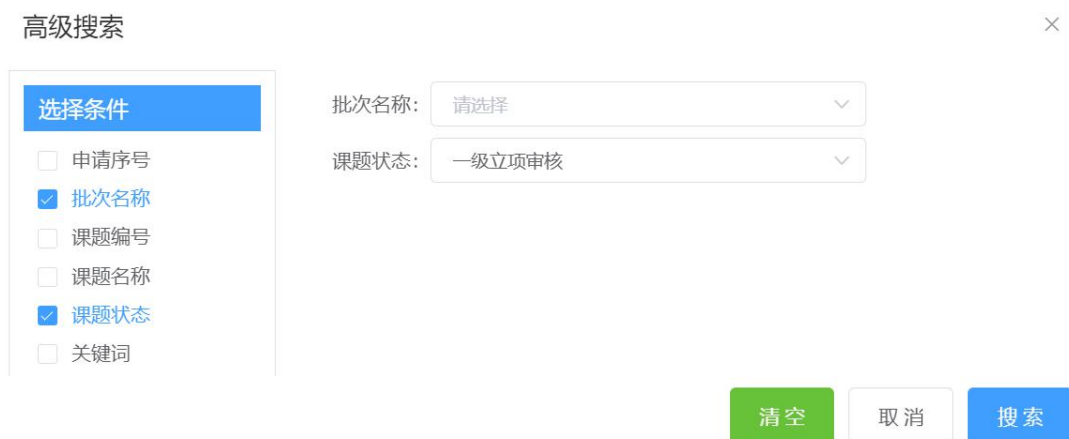 高级搜索
选择条件
申请序号
批次名称
课题编号
课题名称
课题状态
关键词
批次名称： 请选择
课题状态： 一级立项审核
清空 取消 搜索